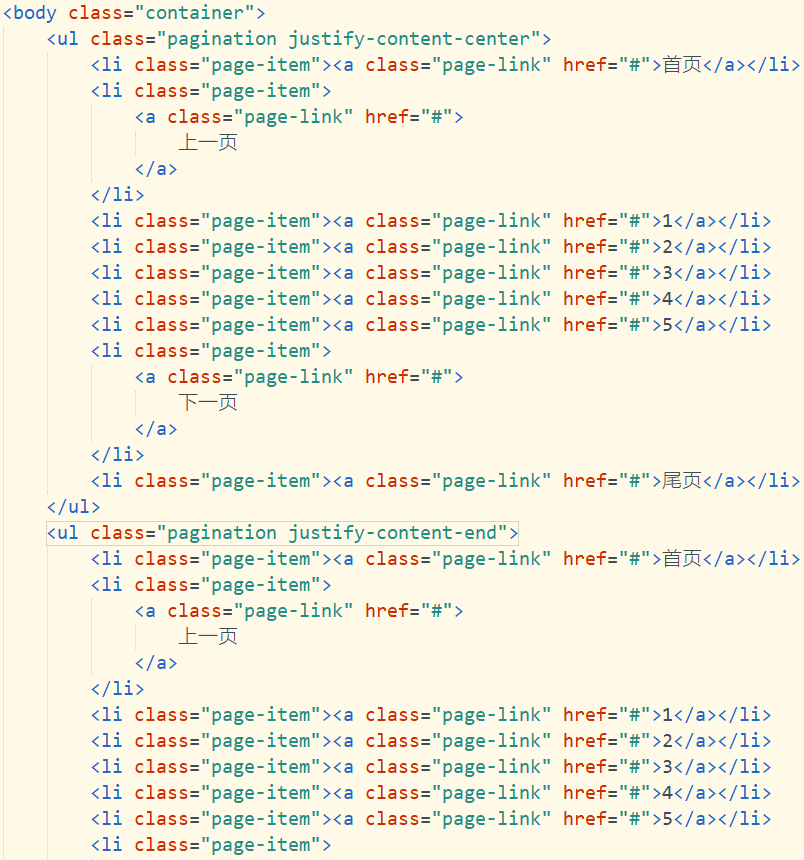 <body class="container">
<ul class="pagination justify-content-center">
<li class="page-item"><a class="page-link" href="#">首页</a></li>
<li class="page-item">
<a class="page-link" href="#">
上一页
</a>
</li>
<li class="page-item"><a class="page-link" href="#">1</a></li>
<li class="page-item"><a class="page-link" href="#">2</a></li>
<li class="page-item"><a class="page-link" href="#">3</a></li>
<li class="page-item"><a class="page-link" href="#">4</a></li>
<li class="page-item"><a class="page-link" href="#">5</a></li>
<li class="page-item">
<a class="page-link" href="#">
下一页
</a>
</li>
<li class="page-item"><a class="page-link" href="#">尾页</a></li>
</ul>
<ul class="pagination justify-content-end">
<li class="page-item"><a class="page-link" href="#">首页</a></li>
<li class="page-item">
<a class="page-link" href="#">
上一页
</a>
</li>
<li class="page-item"><a class="page-link" href="#">1</a></li>
<li class="page-item"><a class="page-link" href="#">2</a></li>
<li class="page-item"><a class="page-link" href="#">3</a></li>
<li class="page-item"><a class="page-link" href="#">4</a></li>
<li class="page-item"><a class="page-link" href="#">5</a></li>
<li class="page-item">